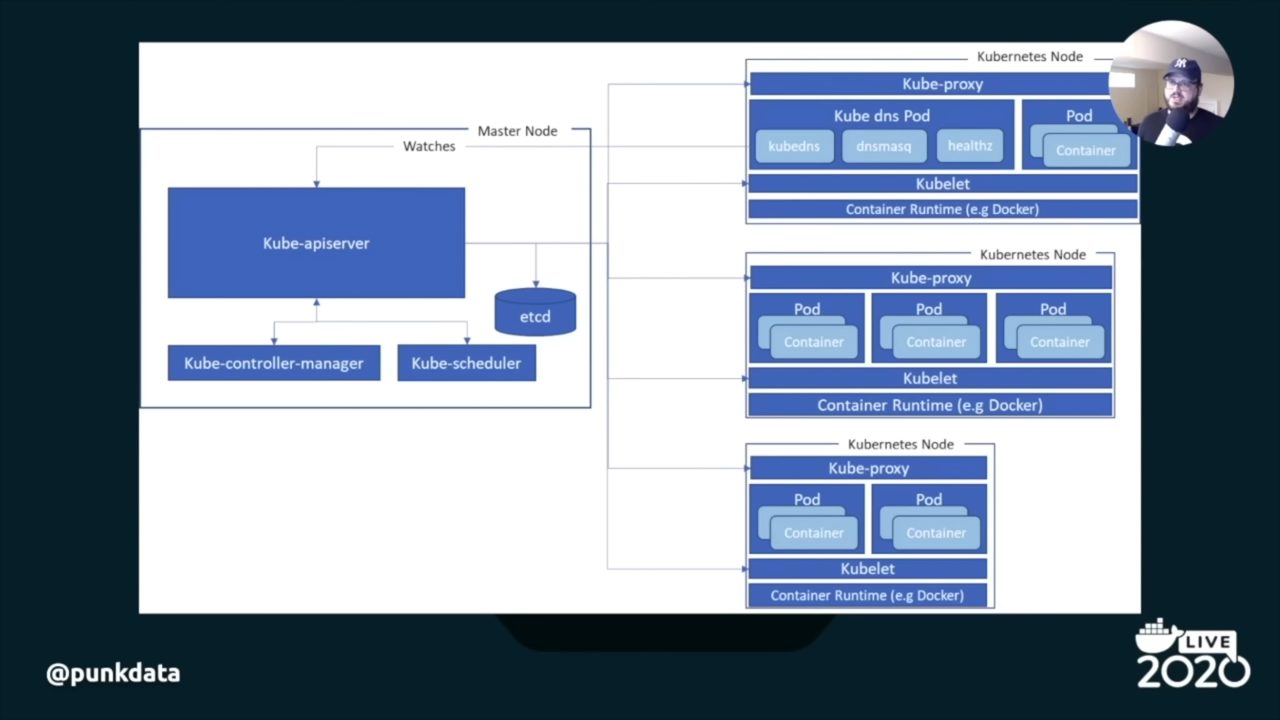 Master Node
Watches
Kube-apiserver
etcd
Kube-controller-manager
Kube-scheduler
Kubernetes Node
Kube-proxy
Kube dns Pod
kubedns
dnsmasq
healthz
Pod
Container
Kubelet
Container Runtime (e.g Docker)
Kubernetes Node
Kube-proxy
Pod
Container
Pod
Container
Pod
Container
Kubelet
Container Runtime (e.g Docker)
Kubernetes Node
Kube-proxy
Pod
Container
Pod
Container
Kubelet
Container Runtime (e.g Docker)
@punkdata
LIVE
2020